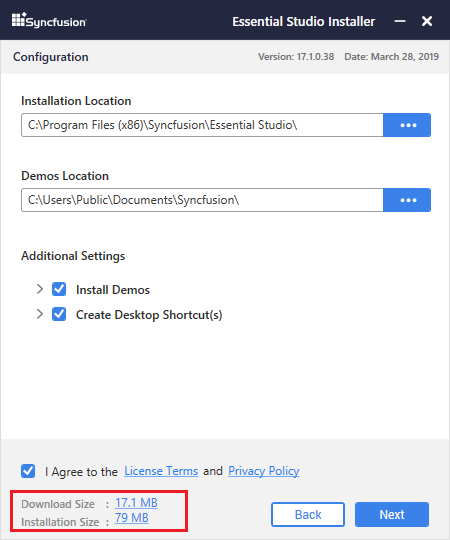 Syncfusion Essential Studio Installer
Configuration Version: 17.1.0.38 Date: March 28, 2019
Installation Location
C:\Program Files (x86)\Syncfusion\Essential Studio\
Demos Location
C:\Users\Public\Documents\Syncfusion\
Additional Settings
Install Demos
Create Desktop Shortcut(s)
I Agree to the License Terms and Privacy Policy
Download Size : 17.1 MB
Installation Size : 79 MB
Back Next